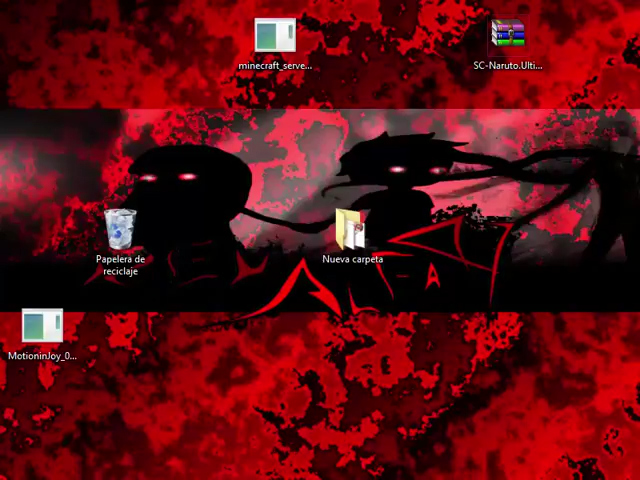 minecraft_serve...
SC-Naruto.Ulti...
Papelera de
reciclaje
Nueva carpeta
MotioninJoy_0...